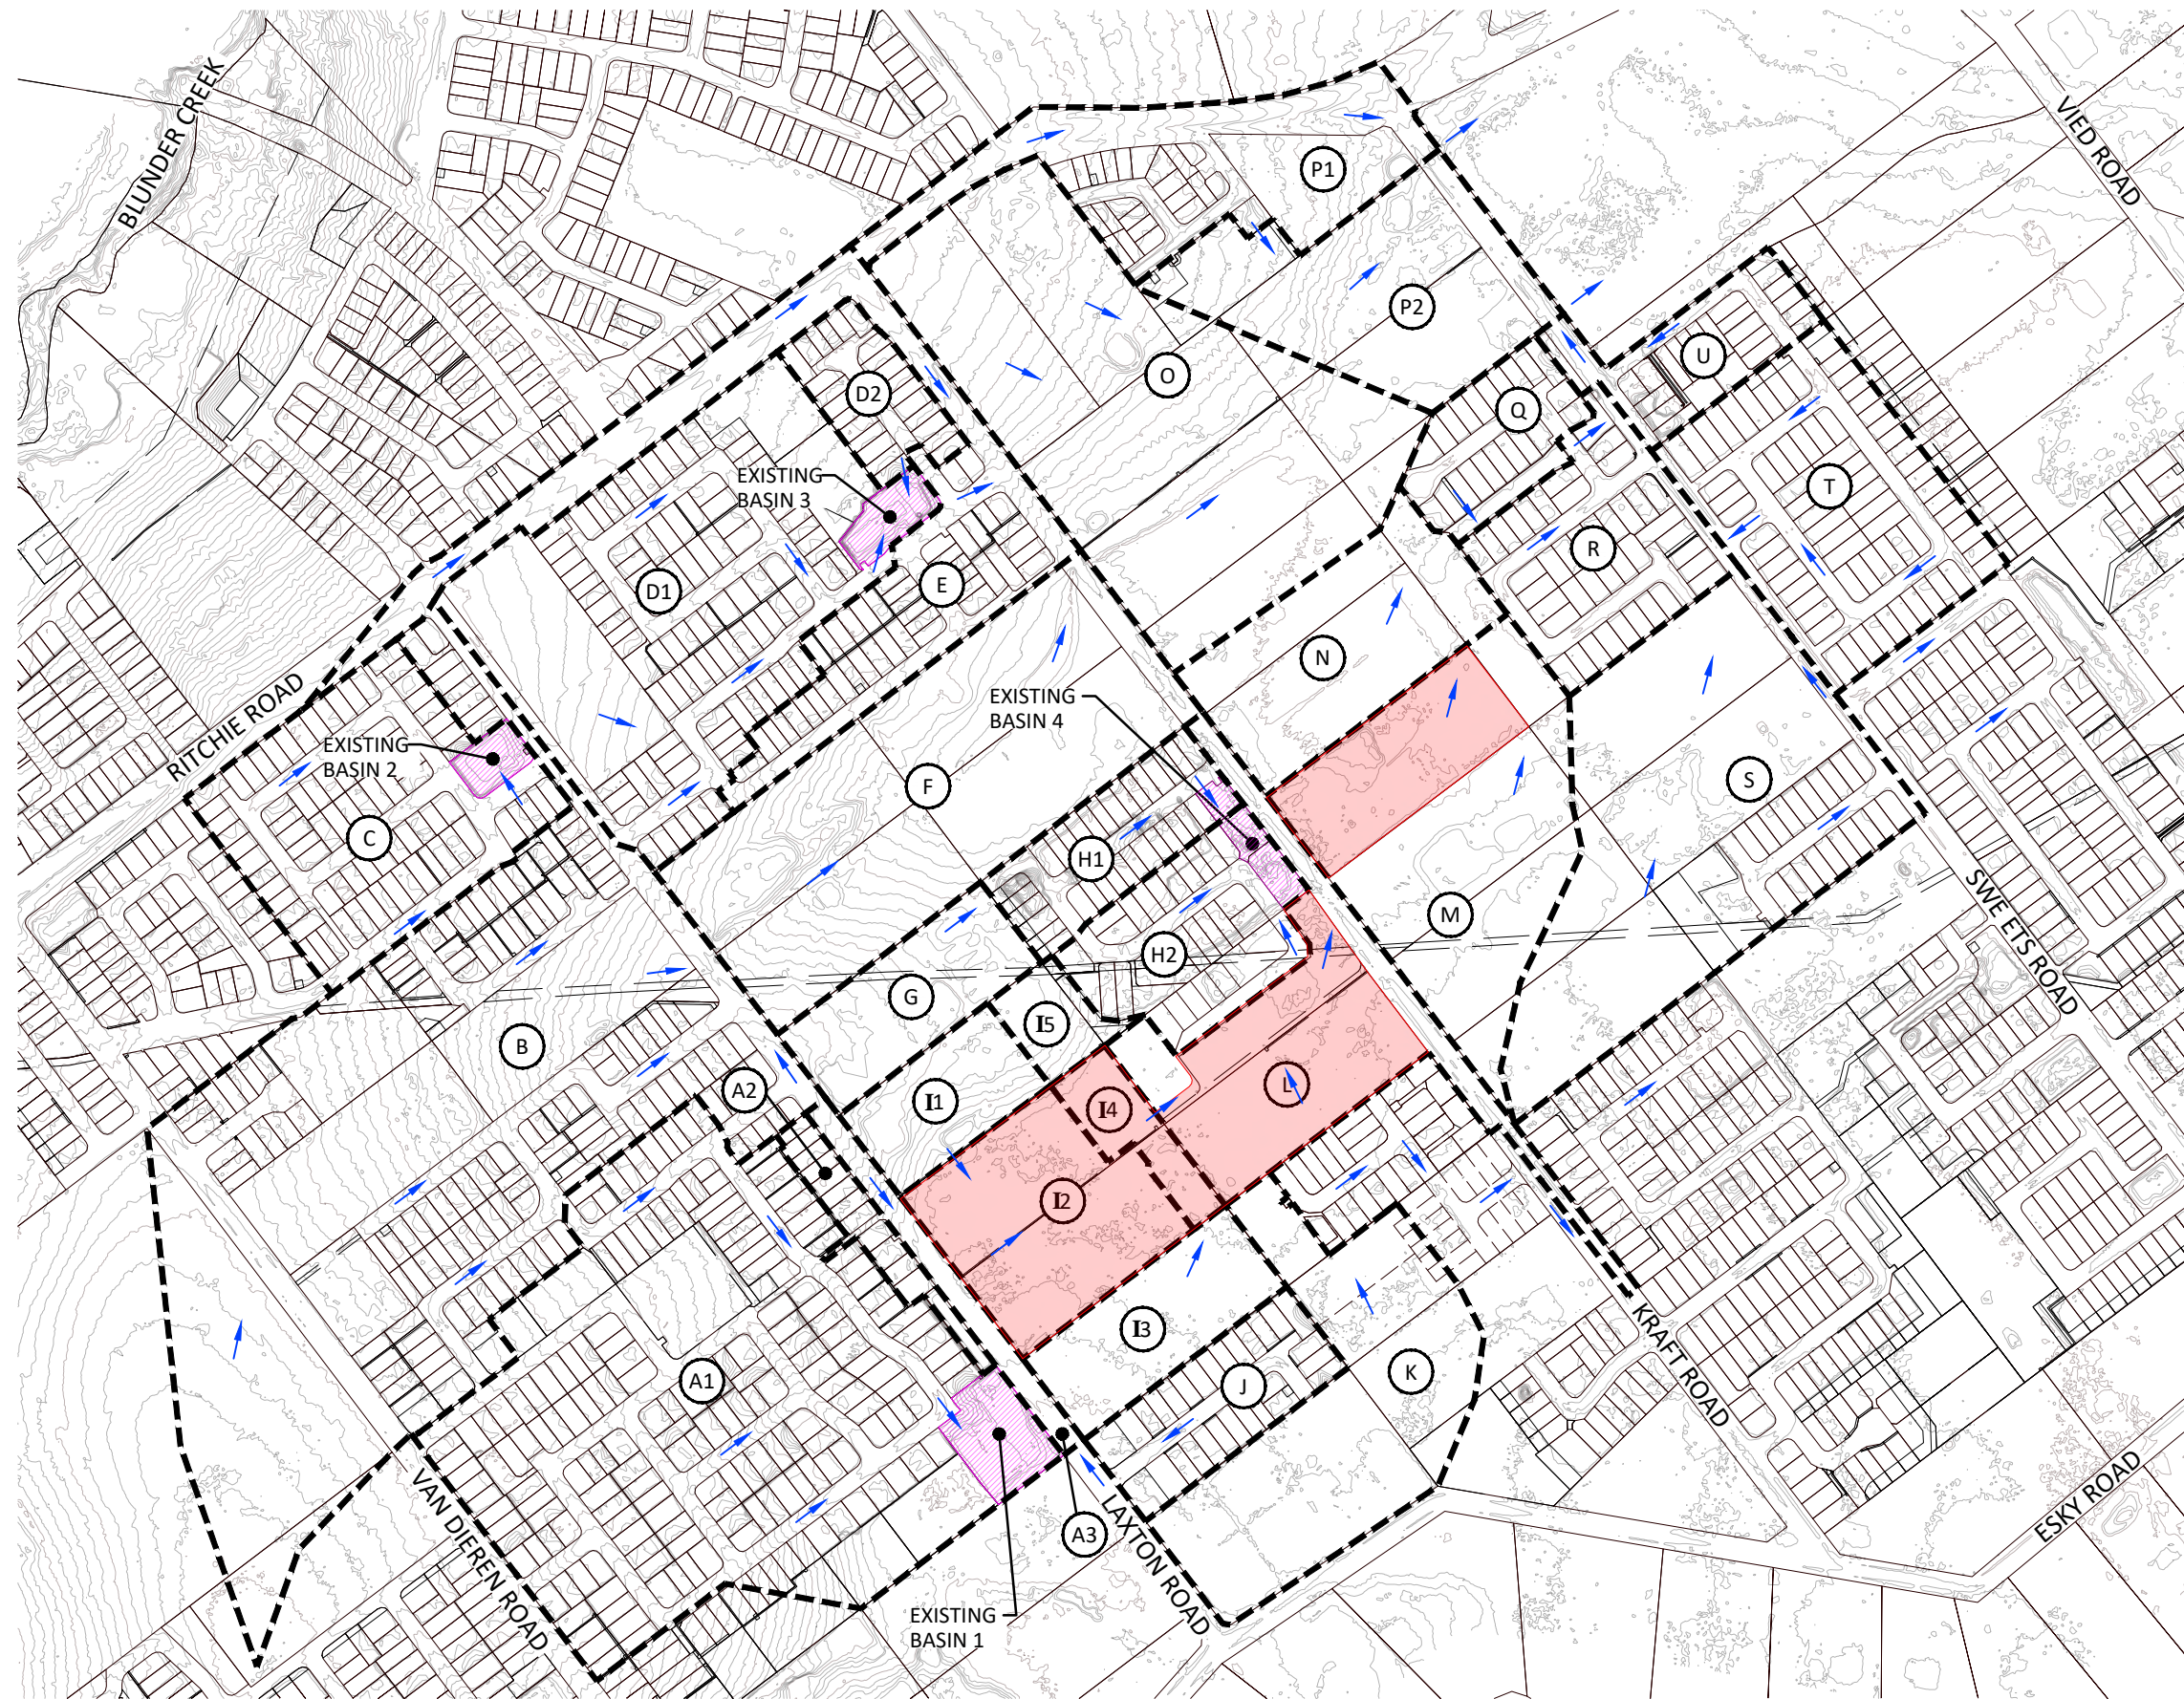 BLUNDER CREEK
VIED ROAD
P1
P2
O
U
D2
Q
EXISTING
BASIN 3
T
R
E
D1
N
RITCHIE ROAD
EXISTING
BASIN 4
EXISTING
BASIN 2
S
F
C
H1
M
SWEETS ROAD
H2
G
I5
B
A2
L
I1
I4
I2
I3
A1
J
K
KRAFT ROAD
VAN DIEREN ROAD
LAXTON ROAD
ESKY ROAD
A3
EXISTING
BASIN 1